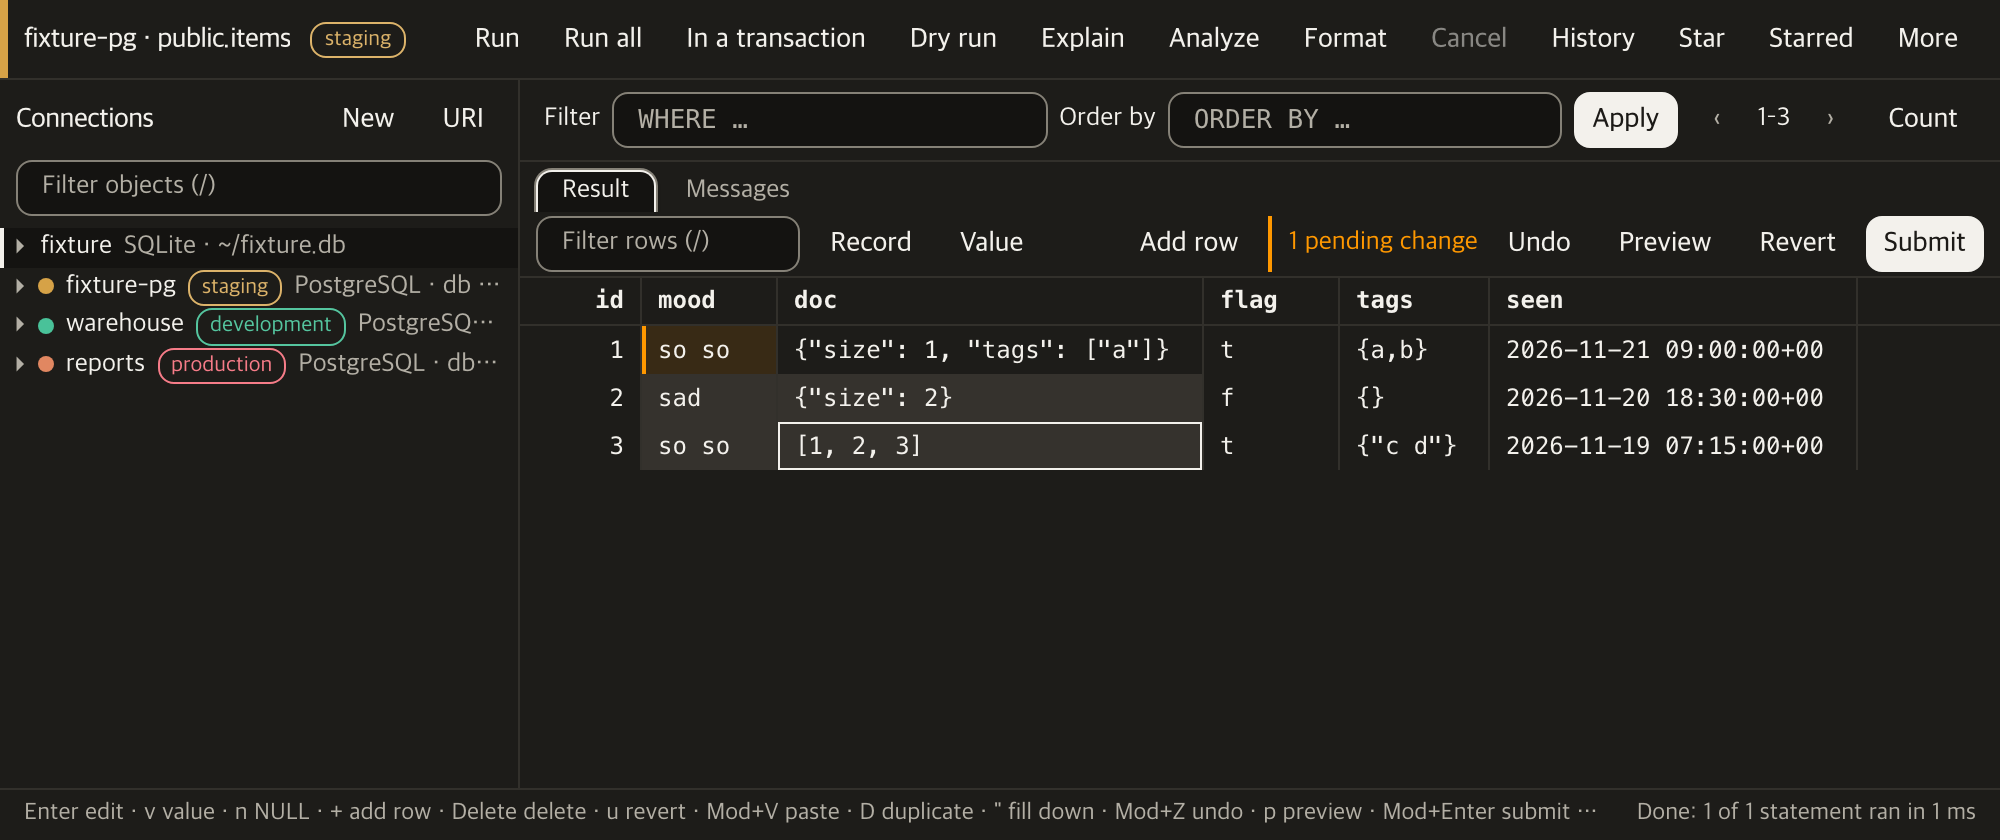 fixture-pg · public.items staging Run Run all In a transaction Dry run Explain Analyze Format Cancel History Star Starred More
Connections New URI
Filter WHERE … Order by ORDER BY … Apply ‹ 1-3 › Count
Filter objects (/)
Result Messages
fixture SQLite · ~/fixture.db
fixture-pg staging PostgreSQL · db ···
warehouse development PostgreSQ···
reports production PostgreSQL · db···
Filter rows (/) Record Value Add row 1 pending change Undo Preview Revert Submit
id mood doc flag tags seen
1 so so {"size": 1, "tags": ["a"]} t {a,b} 2026-11-21 09:00:00+00
2 sad {"size": 2} f {} 2026-11-20 18:30:00+00
3 so so [1, 2, 3] t {"c d"} 2026-11-19 07:15:00+00
Enter edit · v value · n NULL · + add row · Delete delete · u revert · Mod+V paste · D duplicate · " fill down · Mod+Z undo · p preview · Mod+Enter submit ··· Done: 1 of 1 statement ran in 1 ms